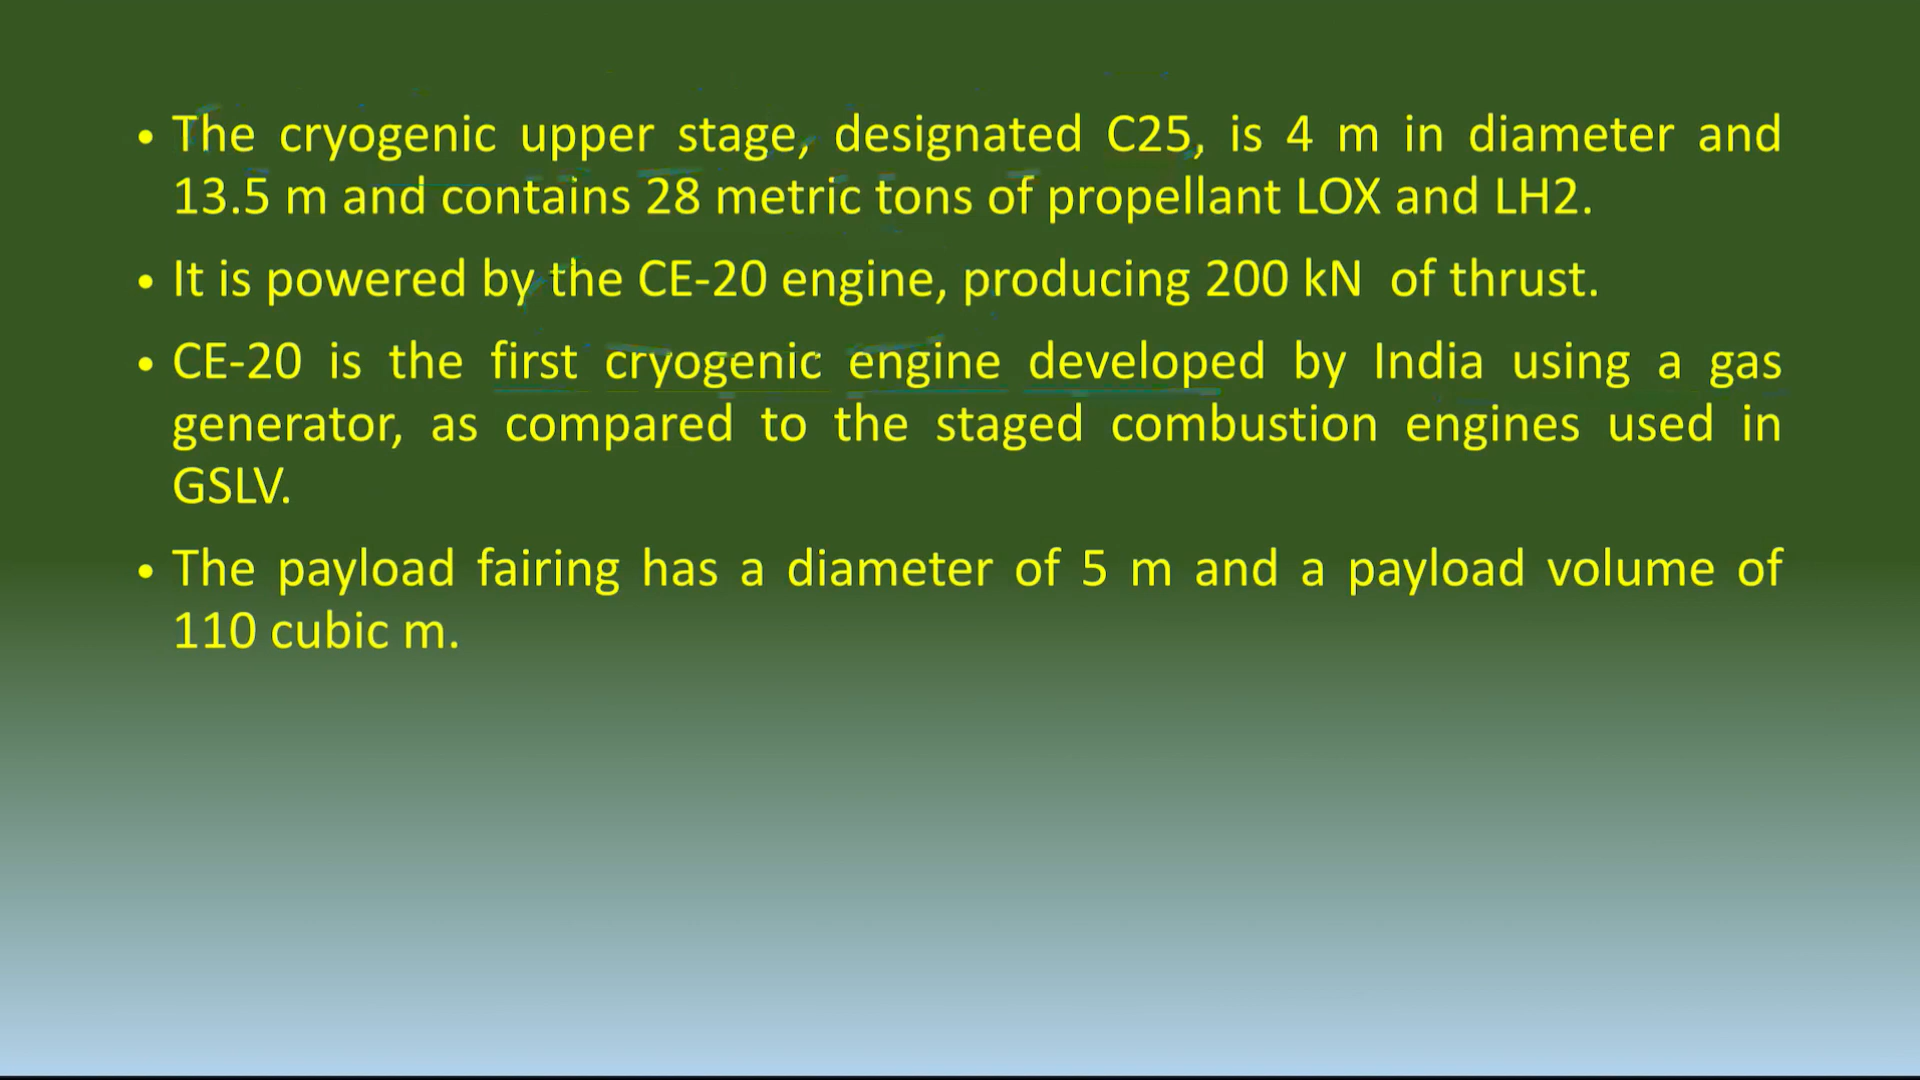 • The cryogenic upper stage, designated C25, is 4 m in diameter and
13.5 m and contains 28 metric tons of propellant LOX and LH2.
• It is powered by the CE-20 engine, producing 200 kN  of thrust.
• CE-20 is the first cryogenic engine developed by India using a gas
generator, as compared to the staged combustion engines used in
GSLV.
• The payload fairing has a diameter of 5 m and a payload volume of
110 cubic m.